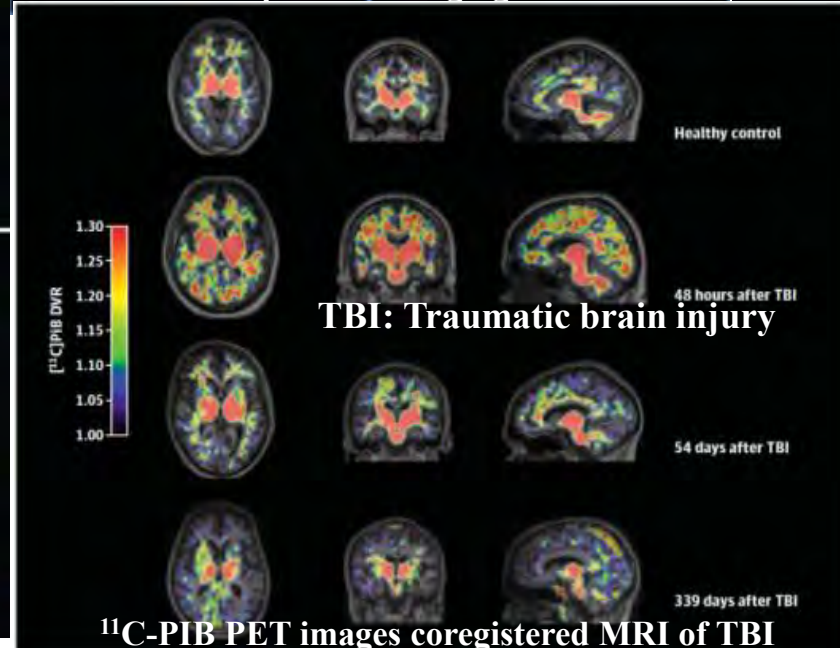 Healthy control
1.30
1.25
1.20
1.15
1.10
1.05
1.00
[¹¹C]PiB DVR
48 hours after TBI
TBI: Traumatic brain injury
54 days after TBI
339 days after TBI
¹¹C-PIB PET images coregistered MRI of TBI